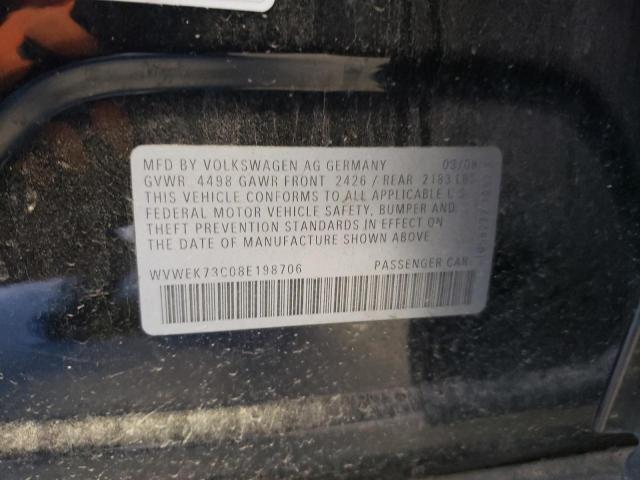 MFD BY VOLKSWAGEN AG GERMANY 03/08
GVWR 4498 GAWR FRONT 2426 / REAR 2183 LBS
THIS VEHICLE CONFORMS TO ALL APPLICABLE U.S.
FEDERAL MOTOR VEHICLE SAFETY, BUMPER AND
THEFT PREVENTION STANDARDS IN EFFECT ON
THE DATE OF MANUFACTURE SHOWN ABOVE
WVWEK73C08E198706 PASSENGER CAR